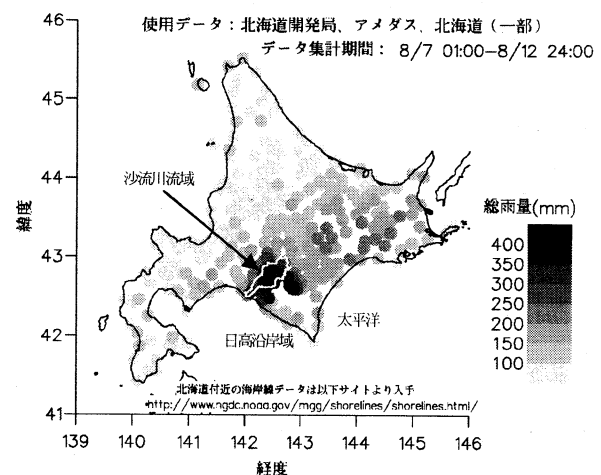 使用データ：北海道開発局、アメダス、北海道（一部）
データ集計期間： 8/7 01:00-8/12 24:00
46
45
44
43
42
41
緯度
沙流川流域
日高沿岸域
太平洋
総雨量(mm)
400
350
300
250
200
150
100
北海道付近の海岸線データは以下サイトより入手
http://www.ngdc.noaa.gov/mgg/shorelines/shorelines.html/
139 140 141 142 143 144 145 146
経度